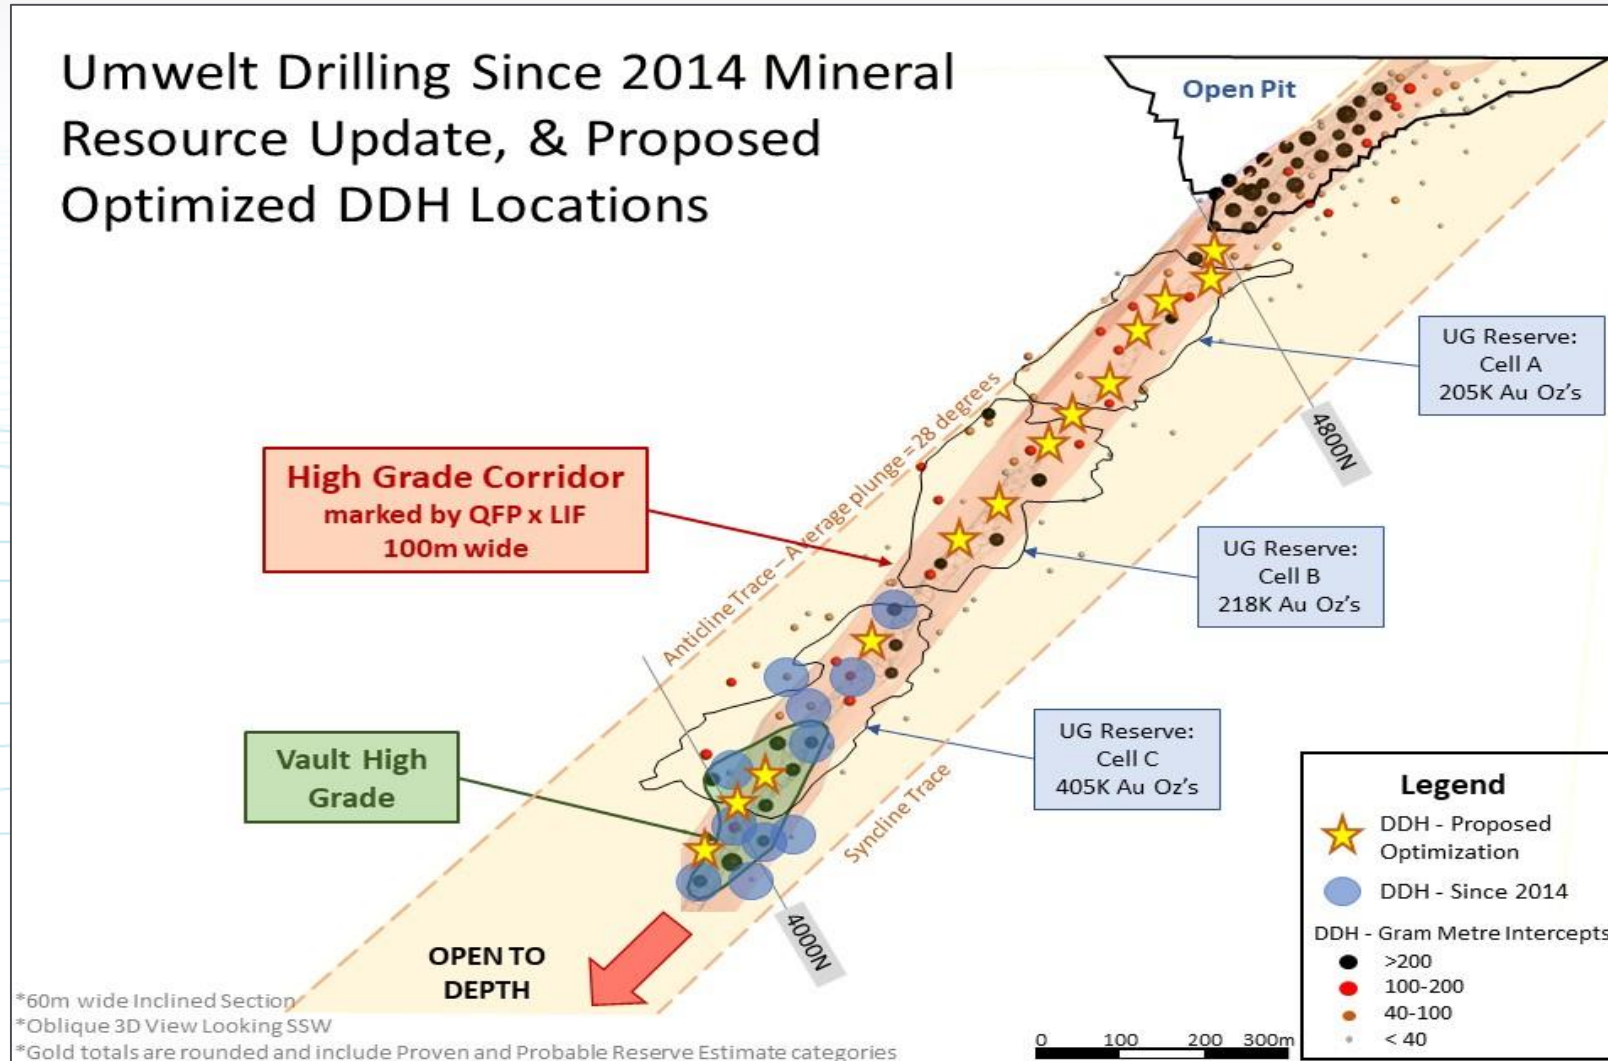 Umwelt Drilling Since 2014 Mineral
Resource Update, & Proposed
Optimized DDH Locations
Open Pit
UG Reserve:
Cell A
205K Au Oz’s
4800N
Anticline Trace – Average plunge = 28 degrees
High Grade Corridor
marked by QFP x LIF
100m wide
UG Reserve:
Cell B
218K Au Oz’s
UG Reserve:
Cell C
405K Au Oz’s
Vault High
Grade
Syncline Trace
4000N
OPEN TO
DEPTH
Legend
DDH - Proposed
Optimization
DDH - Since 2014
DDH - Gram Metre Intercepts
>200
100-200
40-100
< 40
*60m wide Inclined Section
*Oblique 3D View Looking SSW
*Gold totals are rounded and include Proven and Probable Reserve Estimate categories
0 100 200 300m